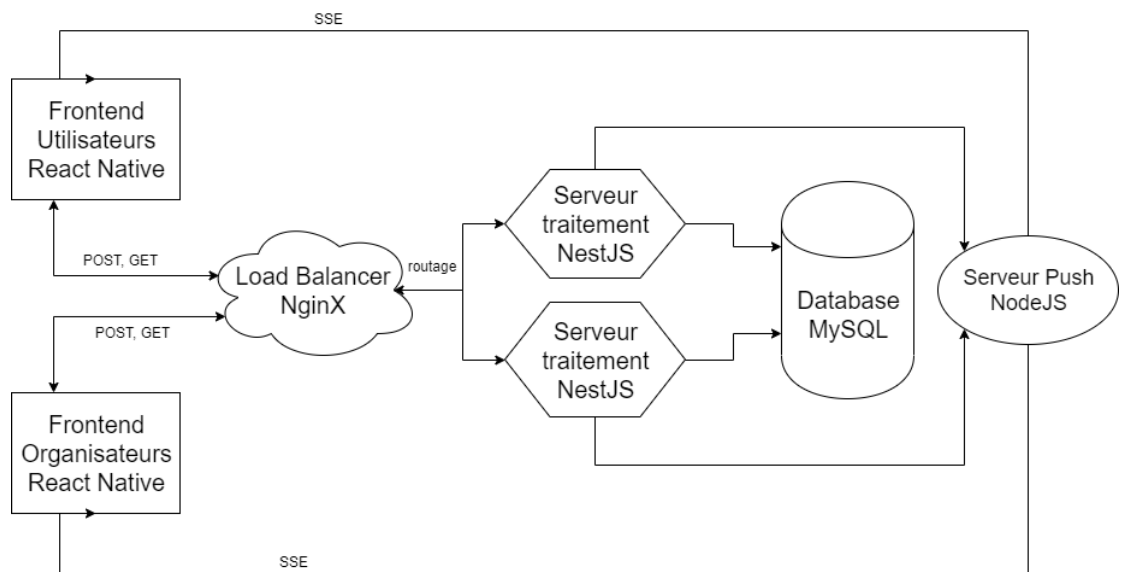 SSE
Frontend
Utilisateurs
React Native
POST, GET
Load Balancer
NginX
routage
Serveur
traitement
NestJS
Serveur
traitement
NestJS
Database
MySQL
Serveur Push
NodeJS
POST, GET
Frontend
Organisateurs
React Native
SSE